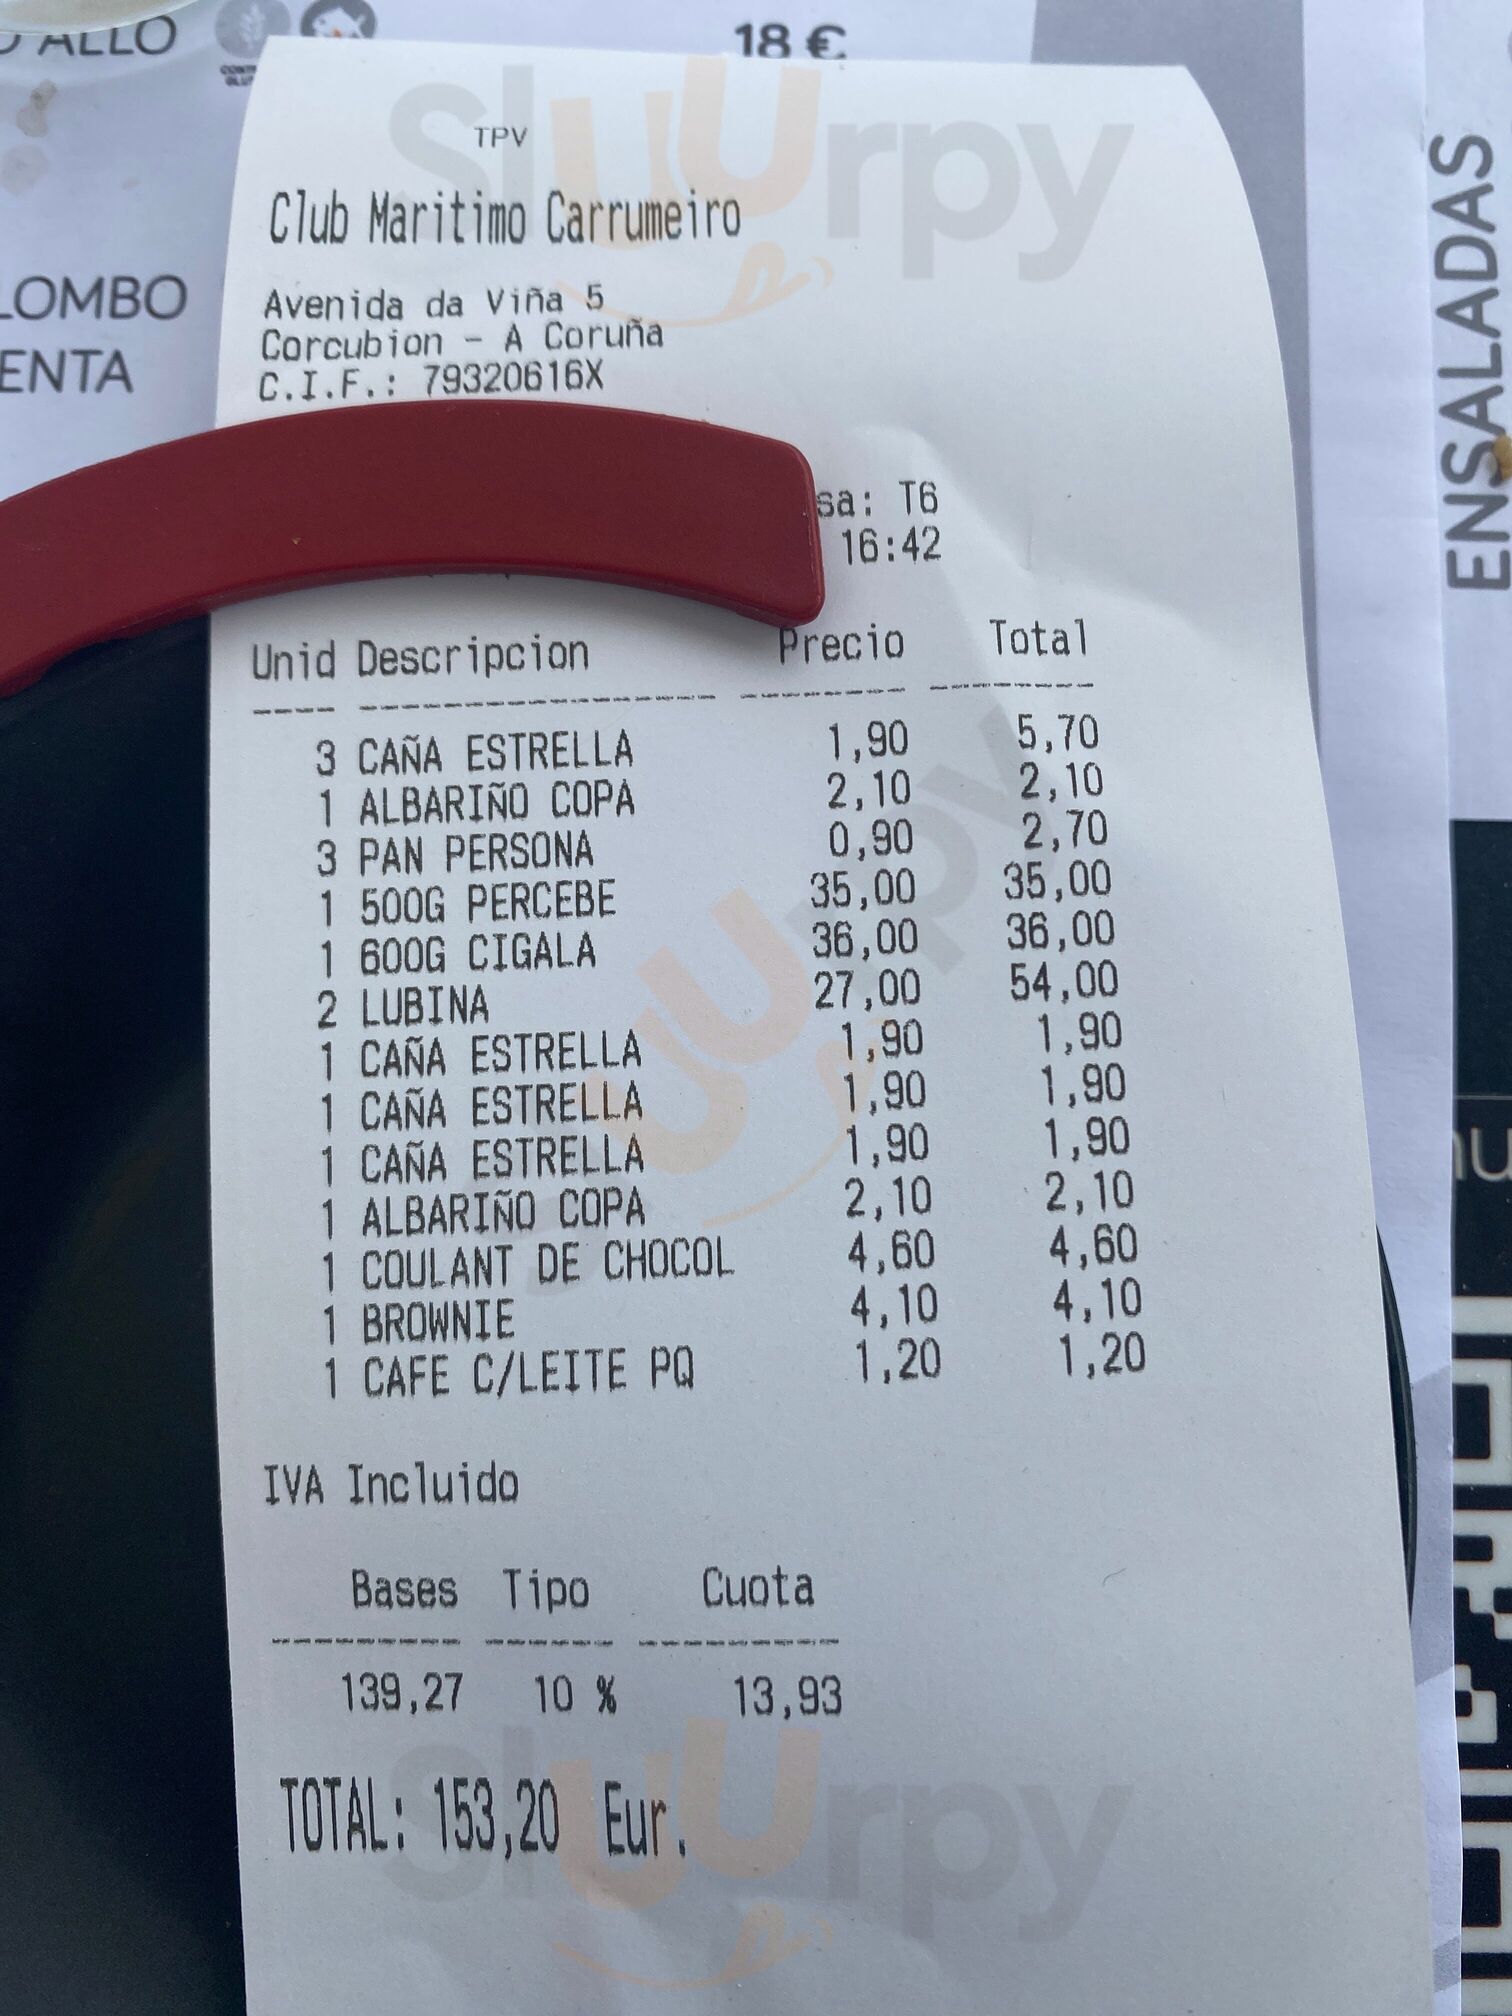 ALLO
18 €
LOMBO
ENTA
ENSALADAS
TPV
Club Maritimo Carrumeiro
Avenida da Viña 5
Corcubion - A Coruña
C.I.F.: 79320616X
sa: T6
16:42
Unid Descripcion Precio Total
3 CAÑA ESTRELLA 1,90 5,70
1 ALBARIÑO COPA 2,10 2,10
3 PAN PERSONA 0,90 2,70
1 500G PERCEBE 35,00 35,00
1 600G CIGALA 36,00 36,00
2 LUBINA 27,00 54,00
1 CAÑA ESTRELLA 1,90 1,90
1 CAÑA ESTRELLA 1,90 1,90
1 CAÑA ESTRELLA 1,90 1,90
1 ALBARIÑO COPA 2,10 2,10
1 COULANT DE CHOCOL 4,60 4,60
1 BROWNIE 4,10 4,10
1 CAFE C/LEITE PQ 1,20 1,20
IVA Incluido
Bases Tipo Cuota
139,27 10 % 13,93
TOTAL: 153,20 Eur.
Sluurpy
Sluurpy
Sluurpy